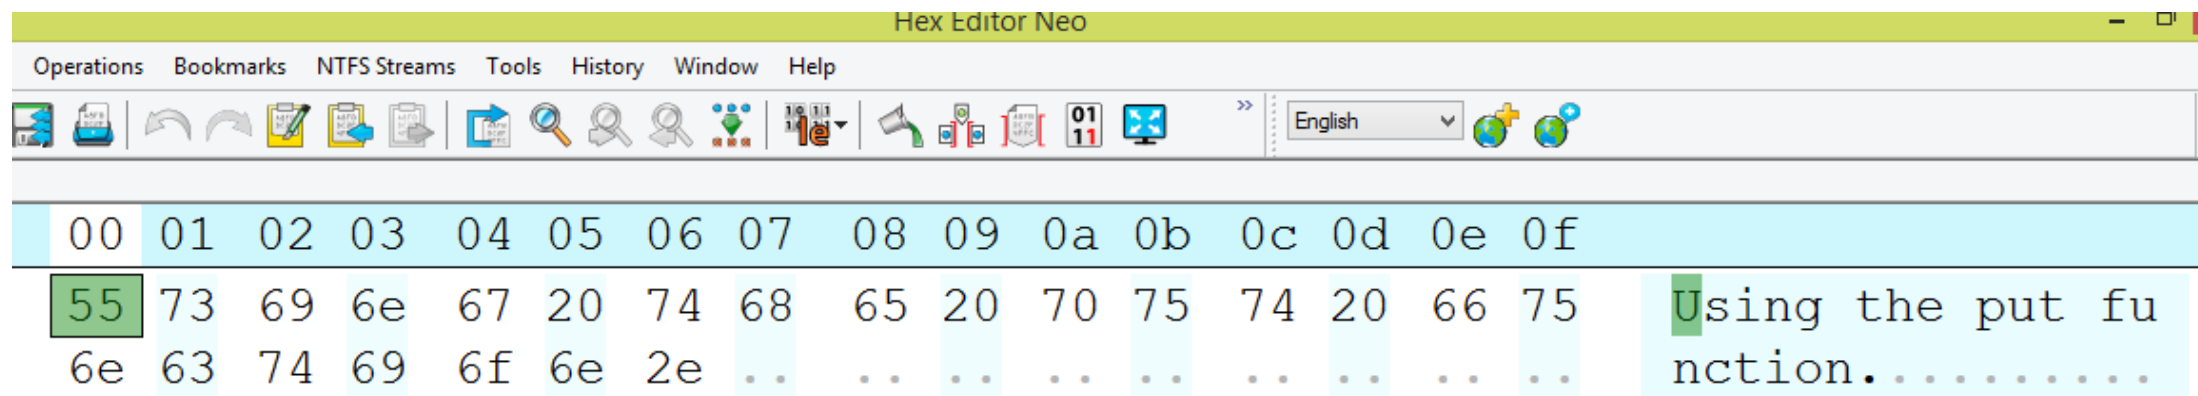 Hex Editor Neo
Operations Bookmarks NTFS Streams Tools History Window Help
English
00 01 02 03 04 05 06 07 08 09 0a 0b 0c 0d 0e 0f
55 73 69 6e 67 20 74 68 65 20 70 75 74 20 66 75 Using the put fu
6e 63 74 69 6f 6e 2e .. .. .. .. .. .. .. .. .. nction..........